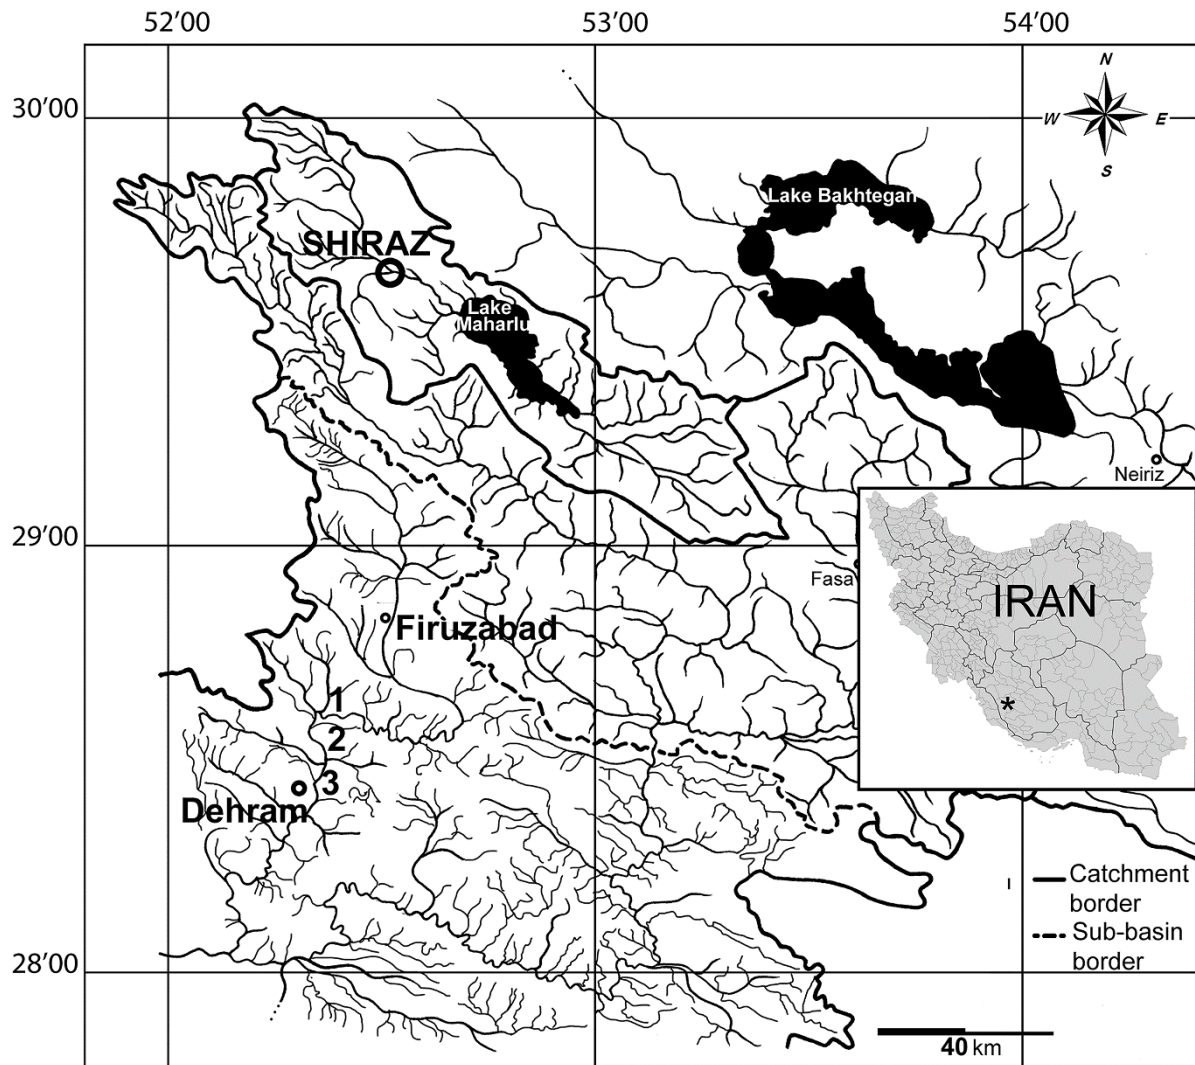 52’00
53’00
54’00
30’00
N
W
E
S
Lake Bakhtegan
SHIRAZ
Lake
Maharlu
Neiriz
29’00
Fasa
IRAN
Firuzabad
*
1
2
3
Dehram
Catchment
border
Sub-basin
border
28’00
40 km